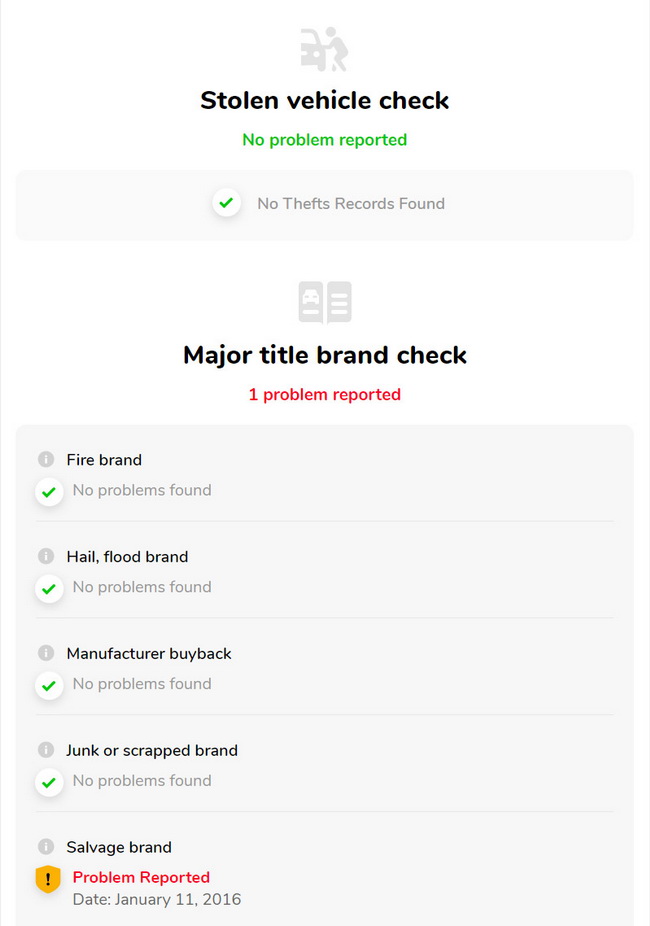 Stolen vehicle check
No problem reported
No Thefts Records Found
Major title brand check
1 problem reported
Fire brand
No problems found
Hail, flood brand
No problems found
Manufacturer buyback
No problems found
Junk or scrapped brand
No problems found
Salvage brand
Problem Reported
Date: January 11, 2016